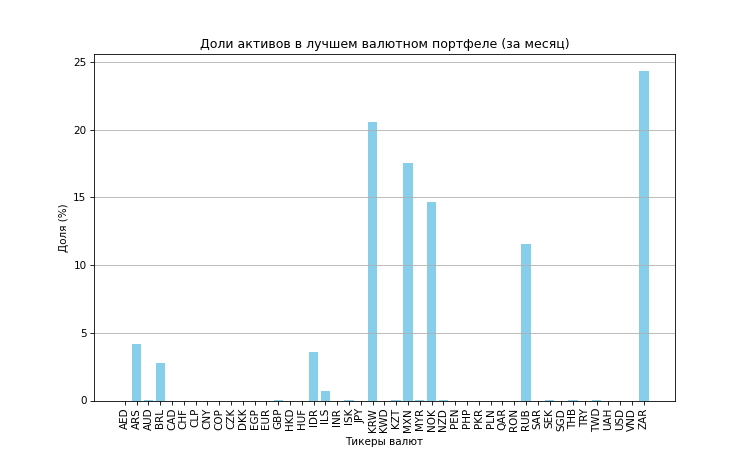 Доли активов в лучшем валютном портфеле (за месяц)
Доля (%)
25
20
15
10
5
0
AED ARS AUD BRL CAD CHF CLP CNY COP CZK DKK EGP EUR GBP HKD HUF IDR ILS INR ISK JPY KRW KWD KZT MXN MYR NOK NZD PEN PHP PKR PLN QAR RON RUB SAR SEK SGD THB TRY TWD UAH USD VND ZAR
Тикеры валют